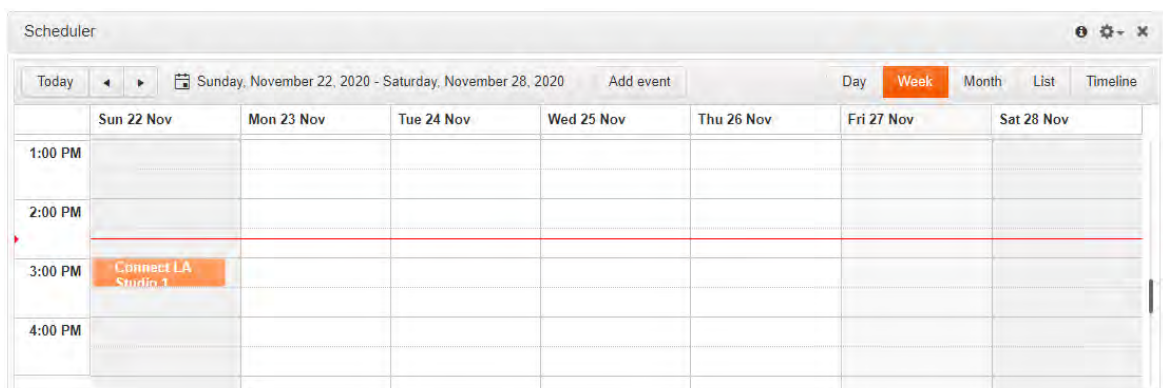 Scheduler
Today Sunday, November 22, 2020 - Saturday, November 28, 2020 Add event Day Week Month List Timeline
Sun 22 Nov Mon 23 Nov Tue 24 Nov Wed 25 Nov Thu 26 Nov Fri 27 Nov Sat 28 Nov
1:00 PM
2:00 PM
3:00 PM
Connect LA
Studio 1
4:00 PM